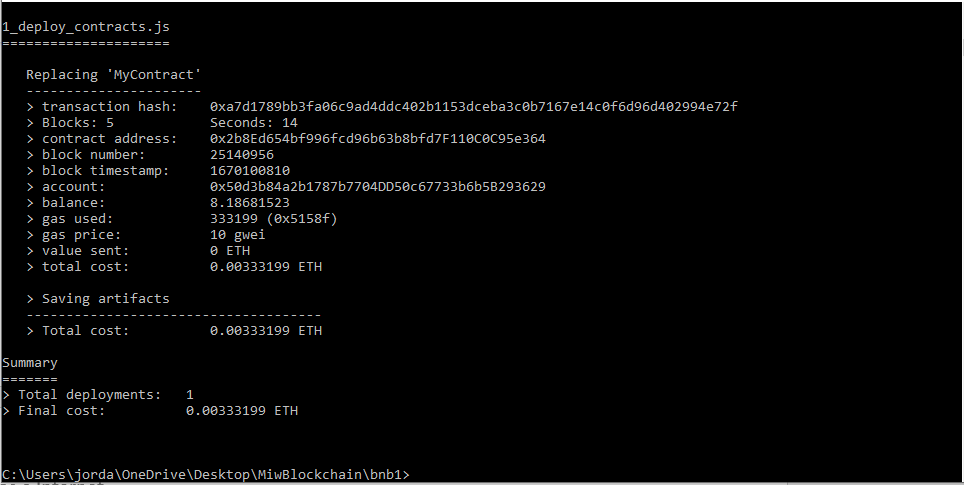 1_deploy_contracts.js
=====================
Replacing 'MyContract'
----------------------
> transaction hash: 0xa7d1789bb3fa06c9ad4ddc402b1153dceba3c0b7167e14c0f6d96d402994e72f
> Blocks: 5 Seconds: 14
> contract address: 0x2b8Ed654bf996fcd96b63b8bfd7F110C0C95e364
> block number: 25140956
> block timestamp: 1670100810
> account: 0x50d3b84a2b1787b7704DD50c67733b6b5B293629
> balance: 8.18681523
> gas used: 333199 (0x5158f)
> gas price: 10 gwei
> value sent: 0 ETH
> total cost: 0.00333199 ETH
> Saving artifacts
-------------------------------------
> Total cost: 0.00333199 ETH
Summary
=======
> Total deployments: 1
> Final cost: 0.00333199 ETH
C:\Users\jorda\OneDrive\Desktop\MiwBlockchain\bnb1>